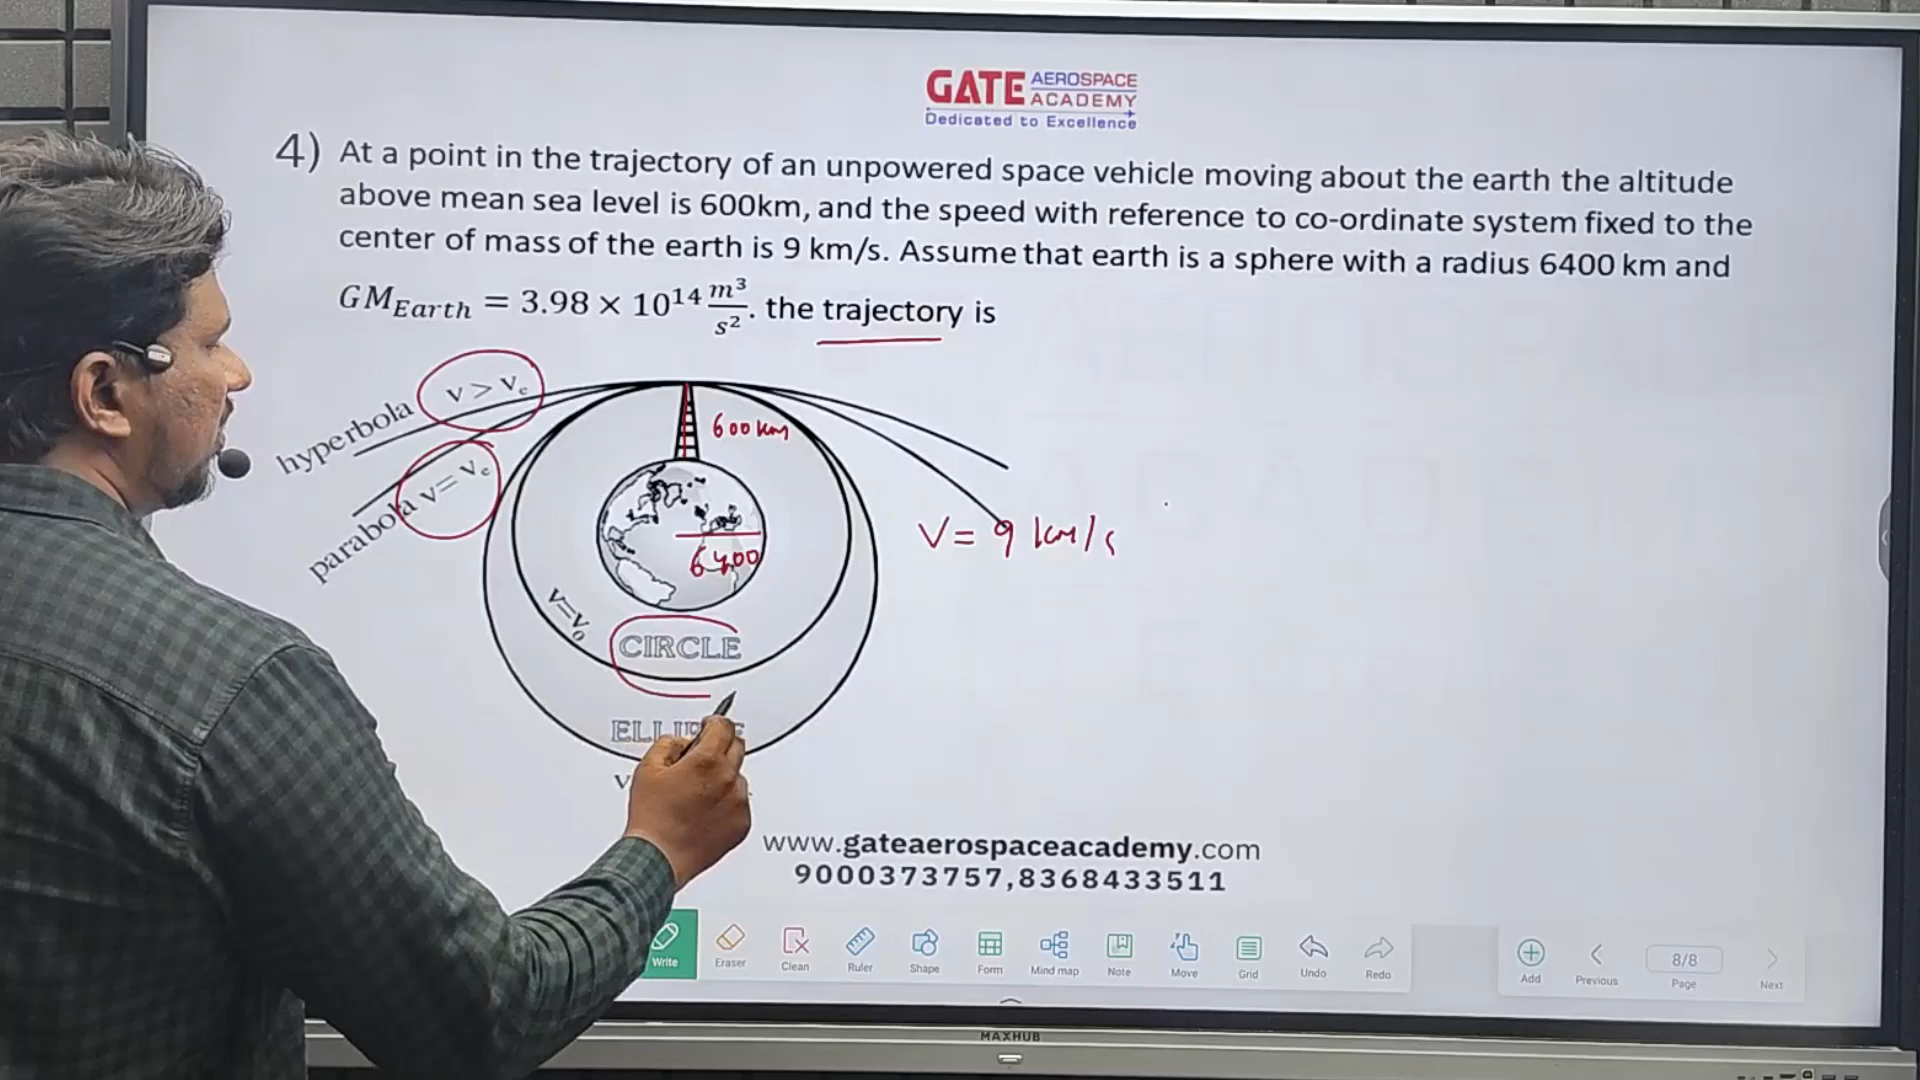 GATE AEROSPACE
ACADEMY
Dedicated to Excellence
4) At a point in the trajectory of an unpowered space vehicle moving about the earth the altitude
above mean sea level is 600km, and the speed with reference to co-ordinate system fixed to the
center of mass of the earth is 9 km/s. Assume that earth is a sphere with a radius 6400 km and
GM_Earth = 3.98 × 10^14 m^3/s^2. the trajectory is
hyperbola v > v_e
600 km
parabola v = v_e
V = 9 km/s
6400
v=v_0
CIRCLE
v
www.gateaerospaceacademy.com
9000373757,8368433511
Write Eraser Clean Ruler Shape Form Mind map Note Move Grid Undo Redo
8/8
Add Previous Page Next
MAXHUB